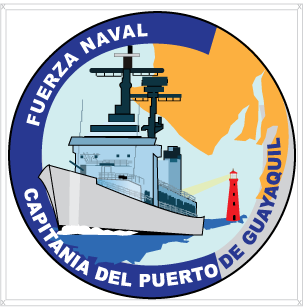 FUERZA NAVAL
CAPITANIA DEL PUERTO DE GUAYAQUIL